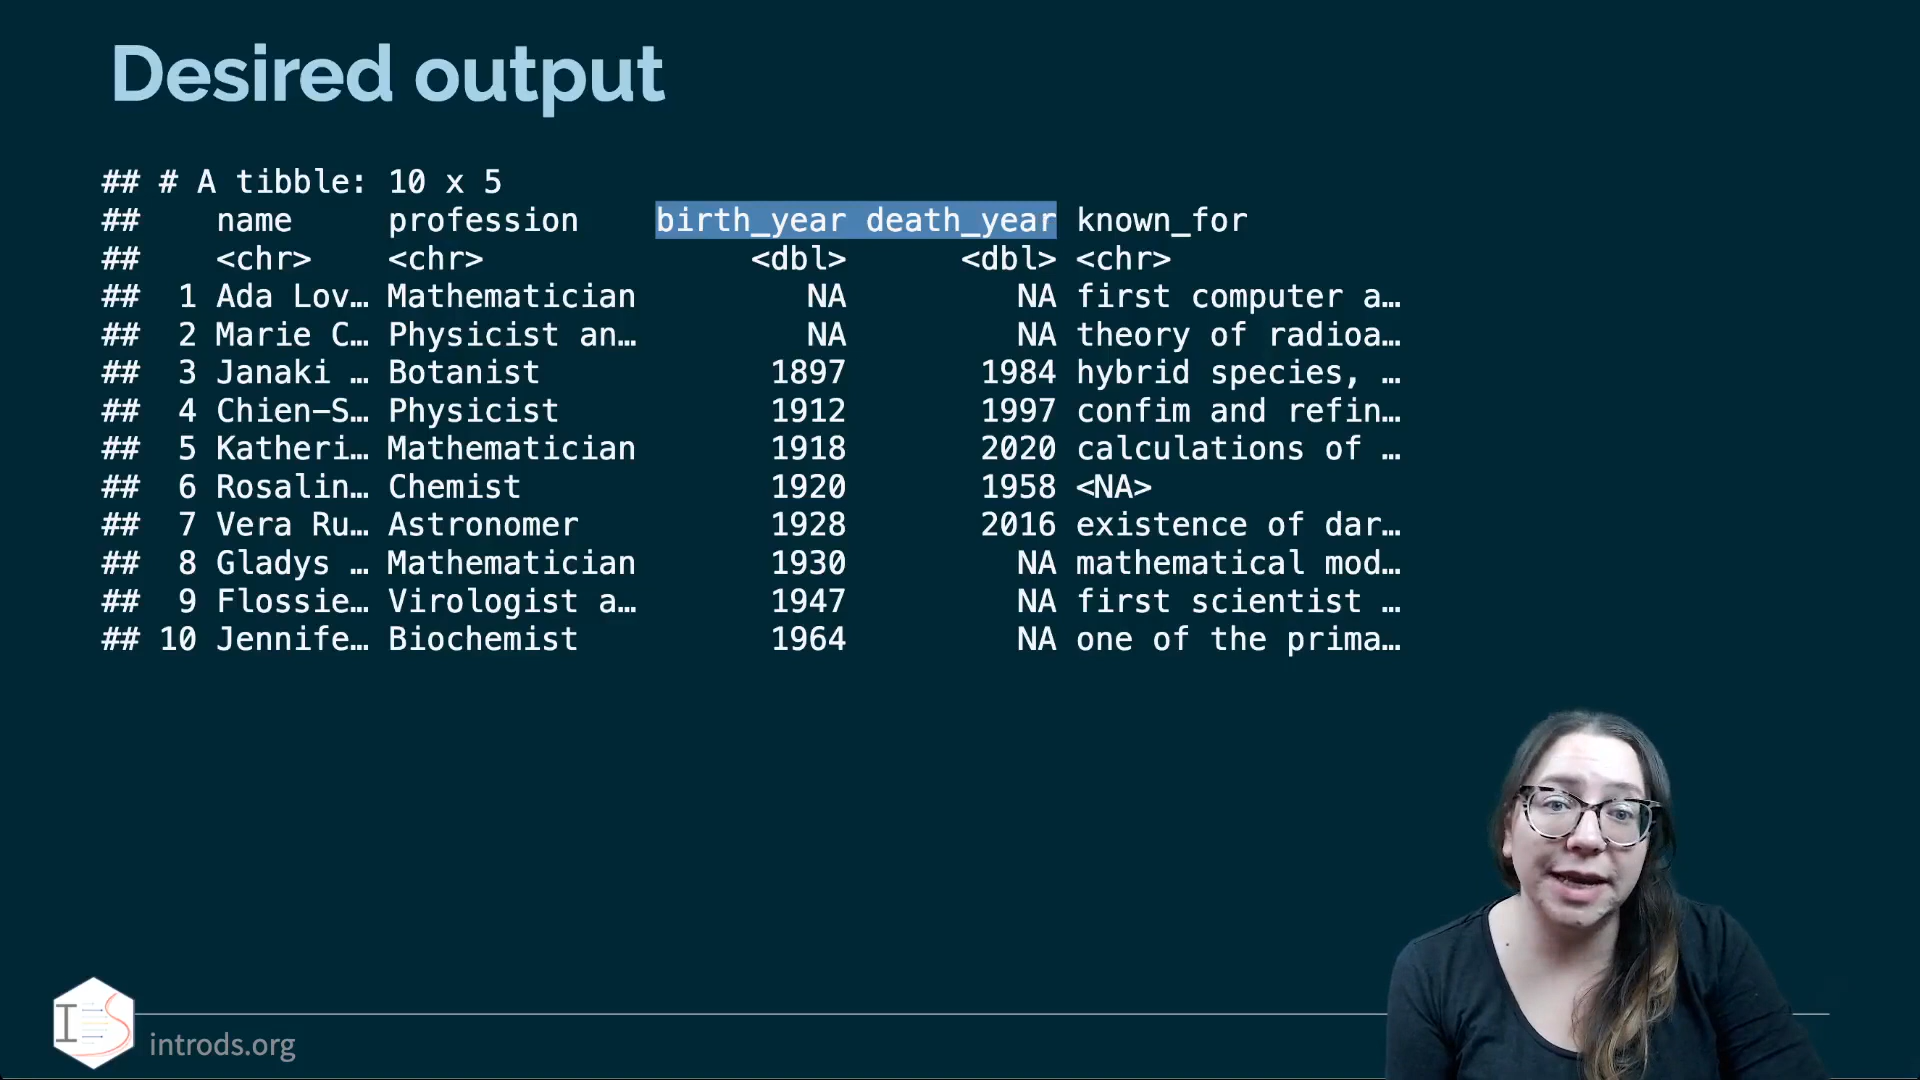 Desired output
## # A tibble: 10 x 5
##    name     profession    birth_year death_year known_for
##    <chr>    <chr>              <dbl>      <dbl> <chr>
##  1 Ada Lov… Mathematician         NA         NA first computer a…
##  2 Marie C… Physicist an…         NA         NA theory of radioa…
##  3 Janaki … Botanist            1897       1984 hybrid species, …
##  4 Chien-S… Physicist           1912       1997 confim and refin…
##  5 Katheri… Mathematician       1918       2020 calculations of …
##  6 Rosalin… Chemist             1920       1958 <NA>
##  7 Vera Ru… Astronomer          1928       2016 existence of dar…
##  8 Gladys … Mathematician       1930         NA mathematical mod…
##  9 Flossie… Virologist a…       1947         NA first scientist …
## 10 Jennife… Biochemist          1964         NA one of the prima…
IDS
introds.org